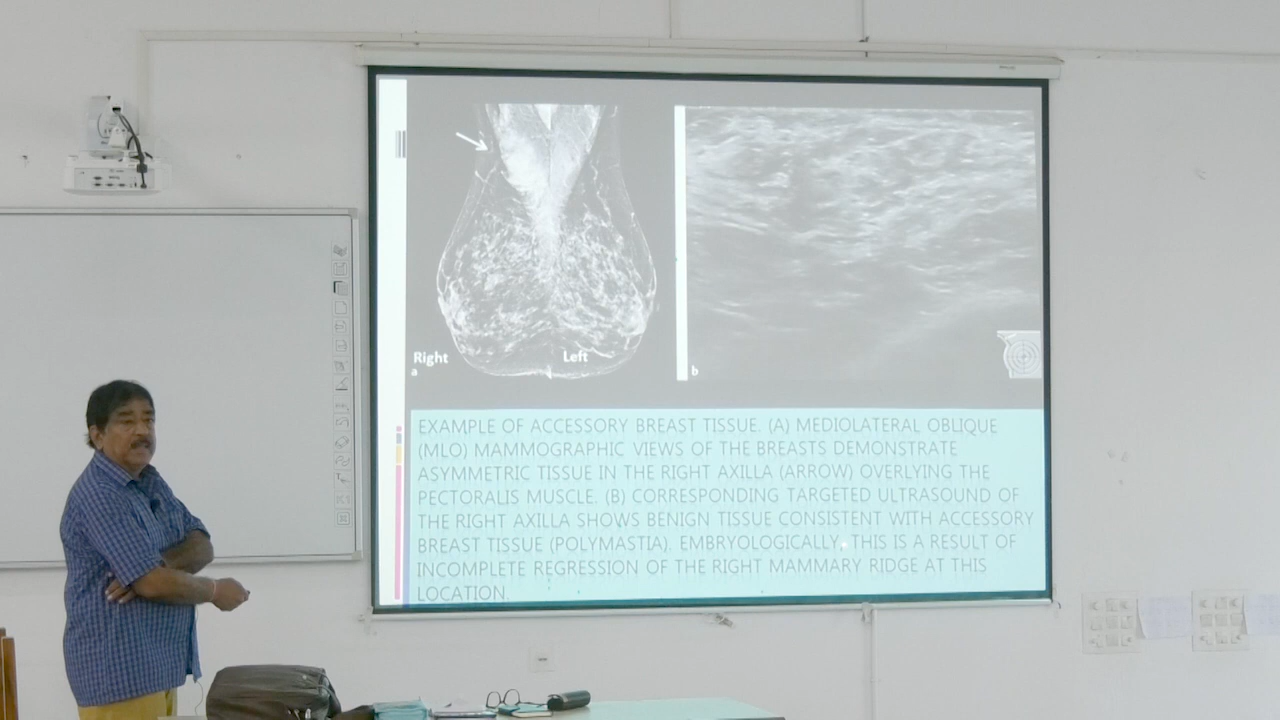 Right
Left
a
b
EXAMPLE OF ACCESSORY BREAST TISSUE. (A) MEDIOLATERAL OBLIQUE
(MLO) MAMMOGRAPHIC VIEWS OF THE BREASTS DEMONSTRATE
ASYMMETRIC TISSUE IN THE RIGHT AXILLA (ARROW) OVERLYING THE
PECTORALIS MUSCLE. (B) CORRESPONDING TARGETED ULTRASOUND OF
THE RIGHT AXILLA SHOWS BENIGN TISSUE CONSISTENT WITH ACCESSORY
BREAST TISSUE (POLYMASTIA). EMBRYOLOGICALLY, THIS IS A RESULT OF
INCOMPLETE REGRESSION OF THE RIGHT MAMMARY RIDGE AT THIS
LOCATION.